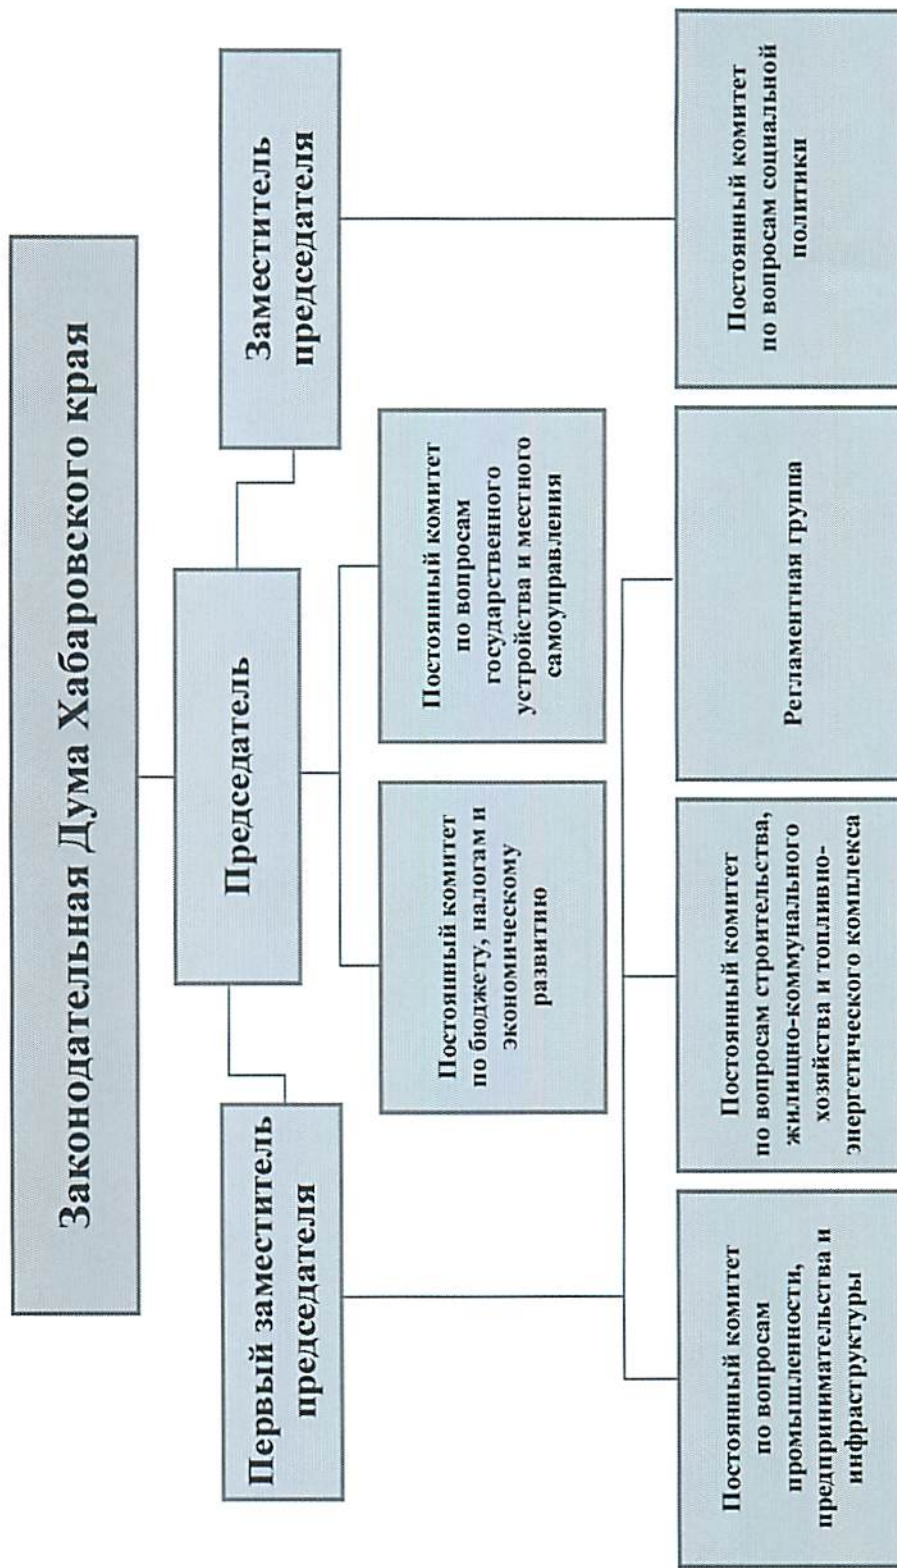 Законодательная Дума Хабаровского края
Председатель
Первый заместитель
председателя
Заместитель
председателя
Постоянный комитет
по бюджету, налогам и
экономическому
развитию
Постоянный комитет
по вопросам
государственного
устройства и местного
самоуправления
Постоянный комитет
по вопросам
промышленности,
предпринимательства и
инфраструктуры
Постоянный комитет
по вопросам строительства,
жилищно-коммунального
хозяйства и топливно-
энергетического комплекса
Регламентная группа
Постоянный комитет
по вопросам социальной
политики